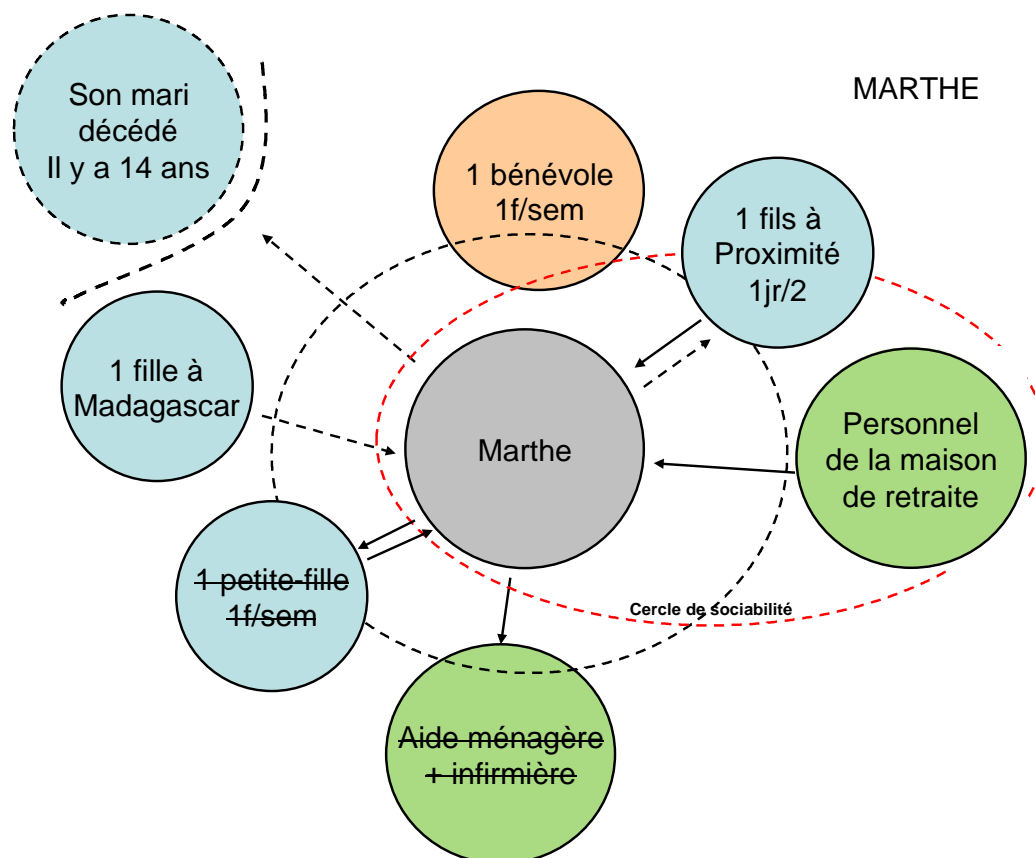 MARTHE
Son mari
décédé
Il y a 14 ans
1 bénévole
1f/sem
1 fils à
Proximité
1jr/2
1 fille à
Madagascar
Marthe
Personnel
de la maison
de retraite
1 petite-fille
1f/sem
Cercle de sociabilité
Aide ménagère
+ infirmière